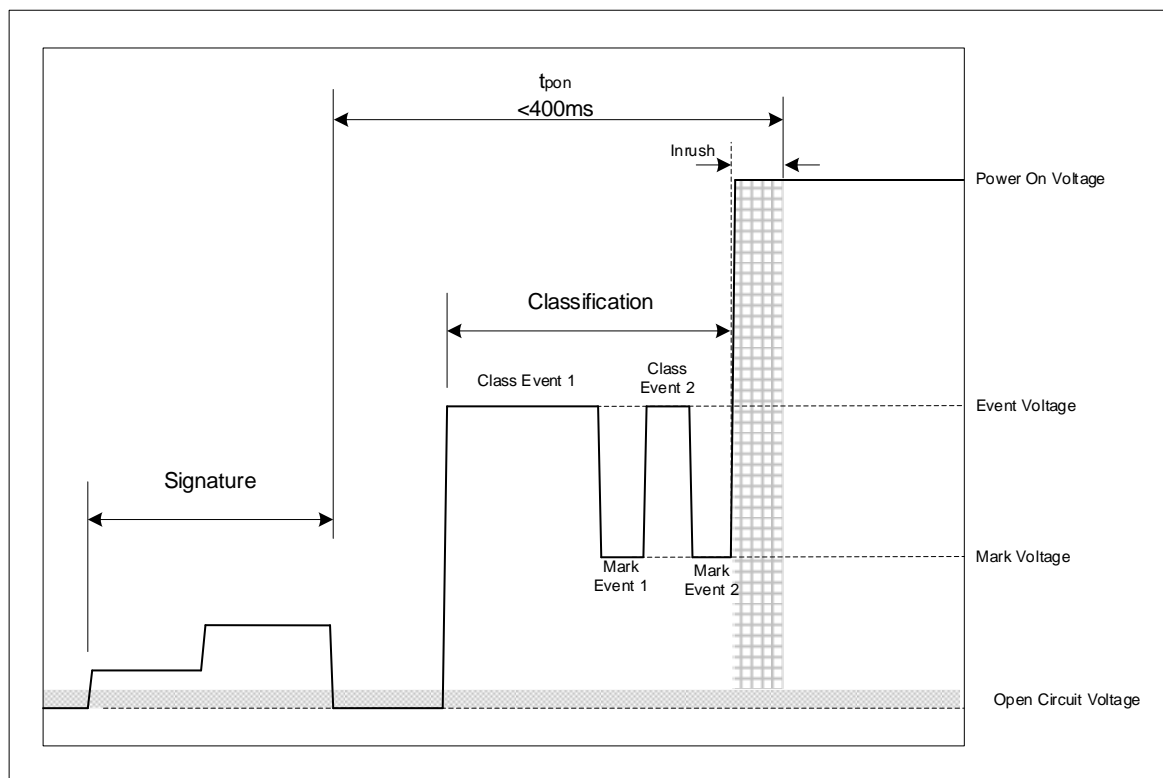 tpon
<400ms
Inrush
Power On Voltage
Classification
Class Event 1
Class
Event 2
Event Voltage
Signature
Mark Voltage
Mark
Event 1
Mark
Event 2
Open Circuit Voltage